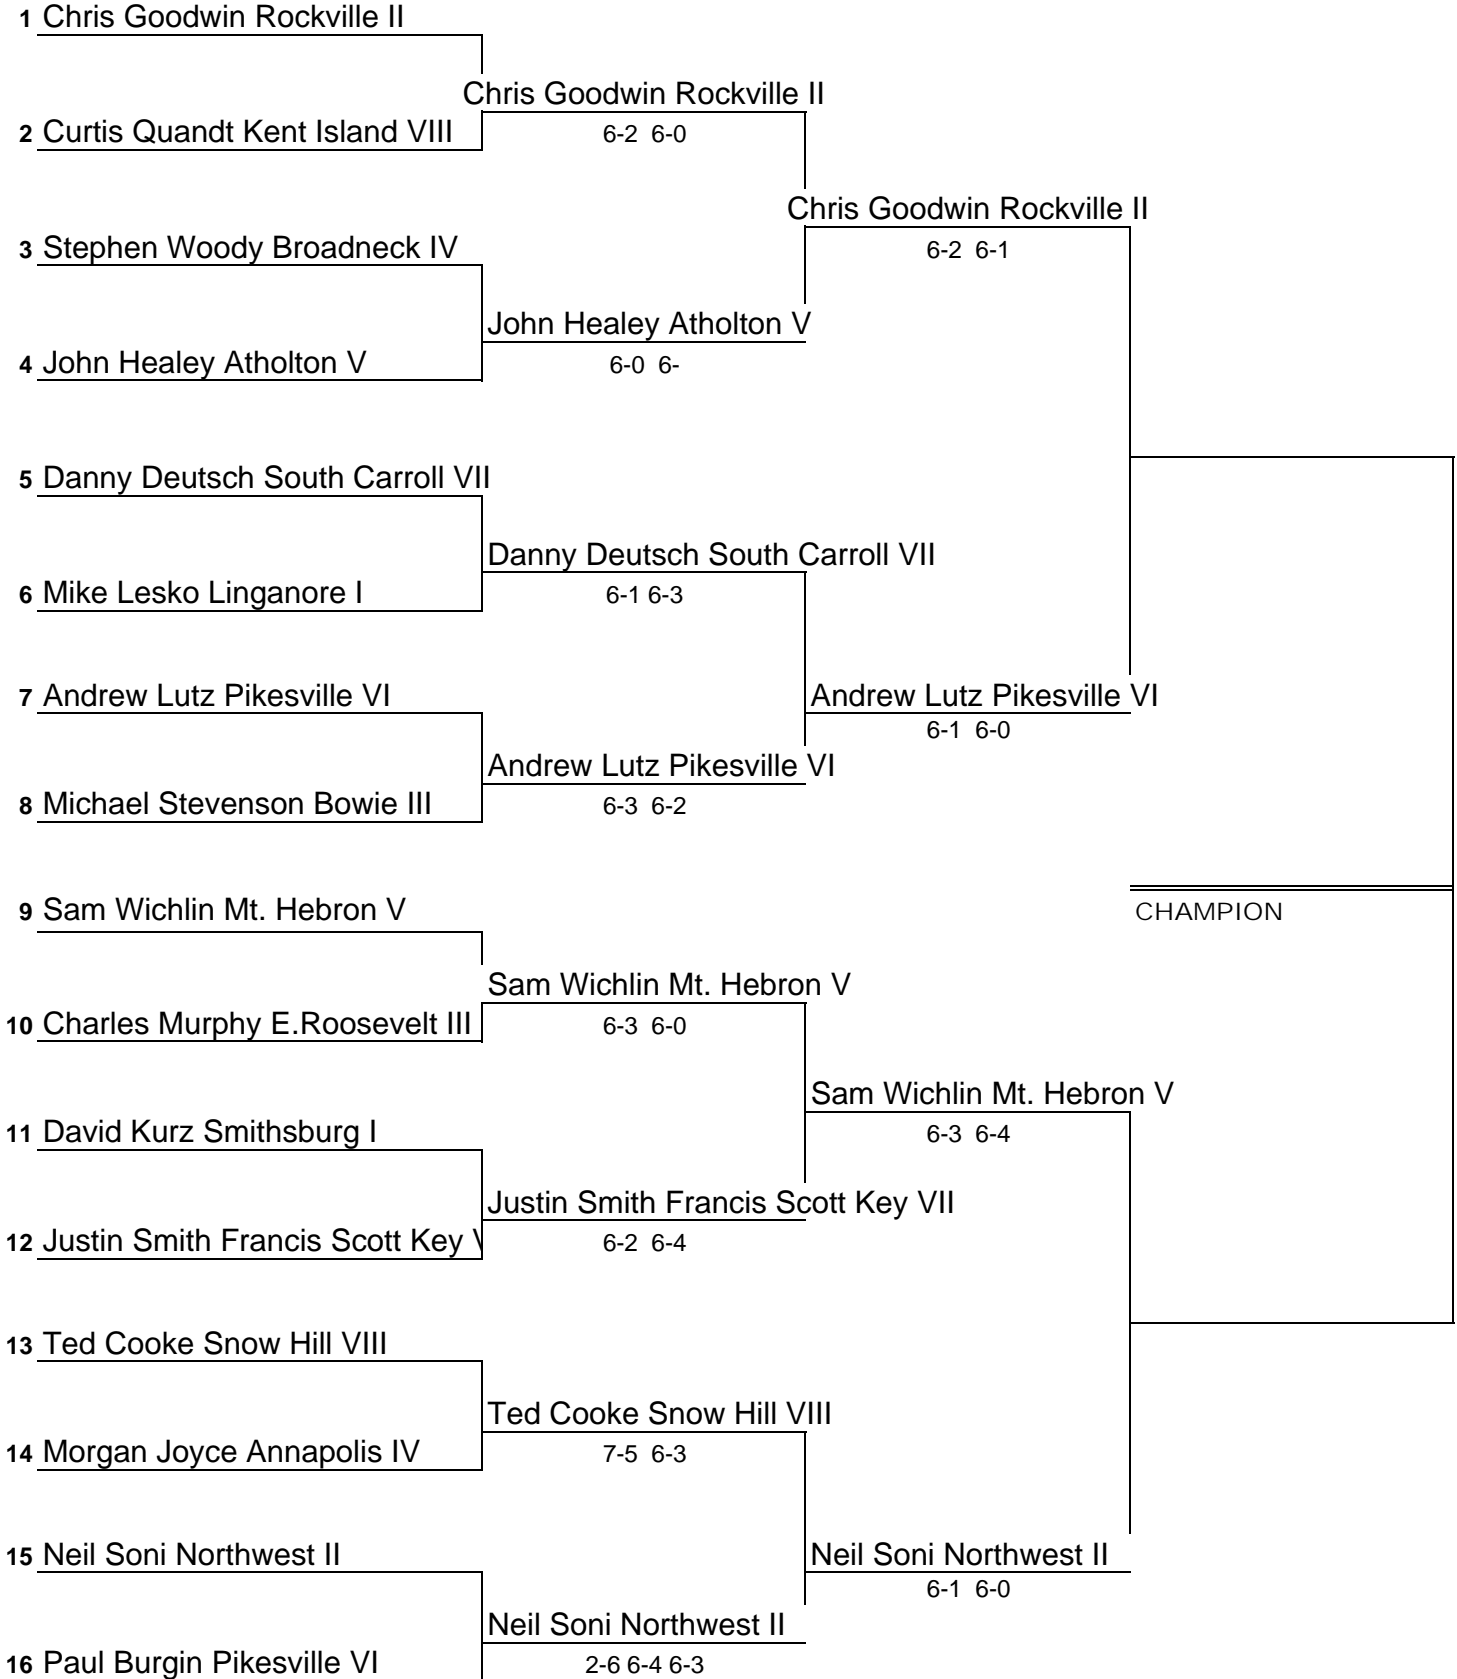 1 Chris Goodwin Rockville II
Chris Goodwin Rockville II
2 Curtis Quandt Kent Island VIII
6-2 6-0
Chris Goodwin Rockville II
3 Stephen Woody Broadneck IV
6-2 6-1
John Healey Atholton V
4 John Healey Atholton V
6-0 6-
5 Danny Deutsch South Carroll VII
Danny Deutsch South Carroll VII
6 Mike Lesko Linganore I
6-1 6-3
7 Andrew Lutz Pikesville VI
Andrew Lutz Pikesville VI
6-1 6-0
Andrew Lutz Pikesville VI
8 Michael Stevenson Bowie III
6-3 6-2
9 Sam Wichlin Mt. Hebron V
CHAMPION
Sam Wichlin Mt. Hebron V
10 Charles Murphy E.Roosevelt III
6-3 6-0
Sam Wichlin Mt. Hebron V
11 David Kurz Smithsburg I
6-3 6-4
Justin Smith Francis Scott Key VII
12 Justin Smith Francis Scott Key
6-2 6-4
13 Ted Cooke Snow Hill VIII
Ted Cooke Snow Hill VIII
14 Morgan Joyce Annapolis IV
7-5 6-3
15 Neil Soni Northwest II
Neil Soni Northwest II
6-1 6-0
Neil Soni Northwest II
16 Paul Burgin Pikesville VI
2-6 6-4 6-3